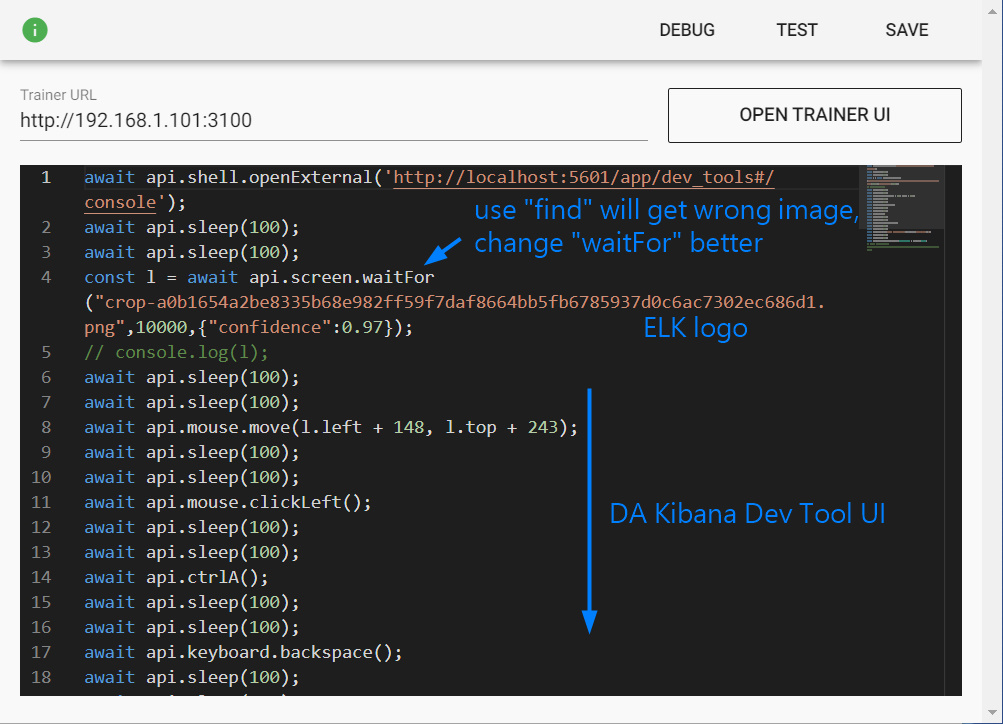 DEBUG TEST SAVE
Trainer URL
http://192.168.1.101:3100
OPEN TRAINER UI
1 await api.shell.openExternal('http://localhost:5601/app/dev_tools#/
console');
use "find" will get wrong image,
change "waitFor" better
2 await api.sleep(100);
3 await api.sleep(100);
4 const l = await api.screen.waitFor
("crop-a0b1654a2be8335b68e982ff59f7daf8664bb5fb6785937d0c6ac7302ec686d1.
png",10000,{"confidence":0.97});
ELK logo
5 // console.log(l);
6 await api.sleep(100);
7 await api.sleep(100);
8 await api.mouse.move(l.left + 148, l.top + 243);
9 await api.sleep(100);
10 await api.sleep(100);
11 await api.mouse.clickLeft();
DA Kibana Dev Tool UI
12 await api.sleep(100);
13 await api.sleep(100);
14 await api.ctrlA();
15 await api.sleep(100);
16 await api.sleep(100);
17 await api.keyboard.backspace();
18 await api.sleep(100);